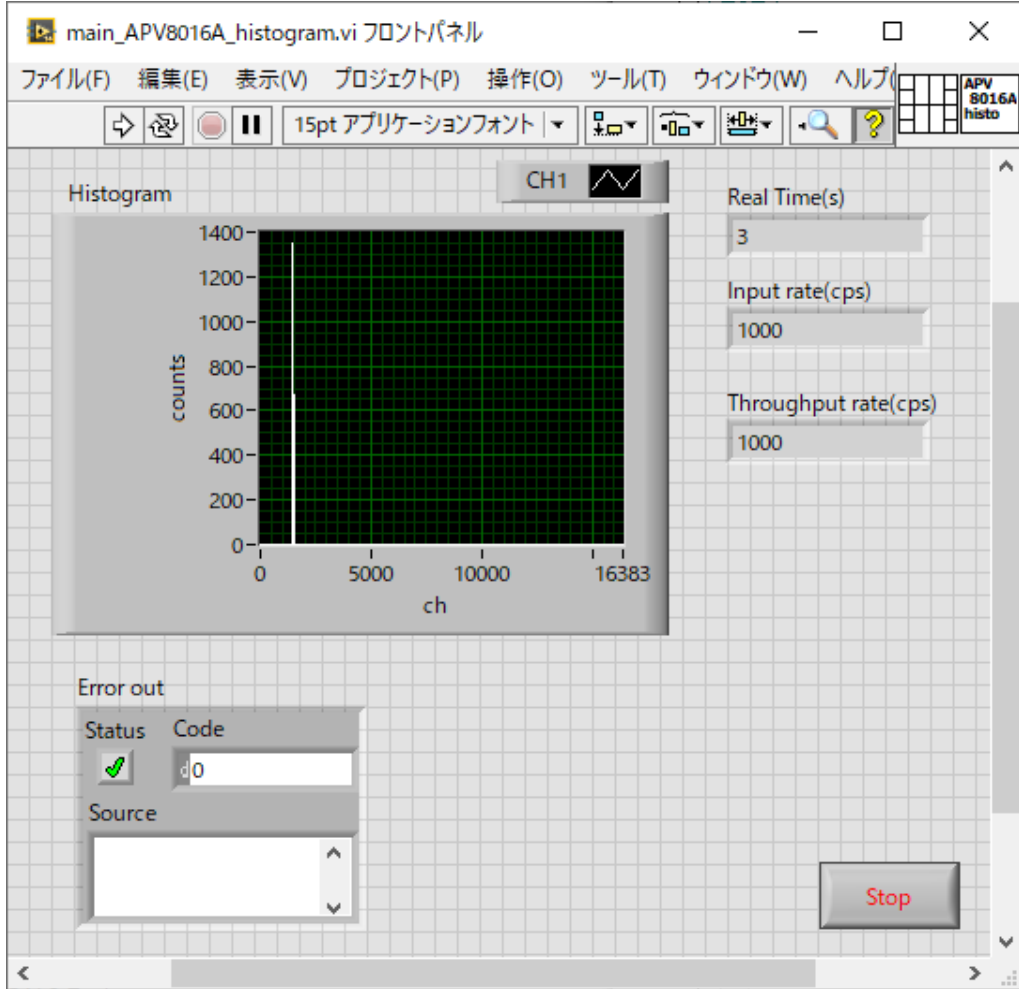 main_APV8016A_histogram.vi フロントパネル
ファイル(F) 編集(E) 表示(V) プロジェクト(P) 操作(O) ツール(T) ウィンドウ(W) ヘルプ(
APV
8016A
histo
15pt アプリケーションフォント
CH1
Histogram
1400
1200
1000
800
600
400
200
0
counts
0 5000 10000 16383
ch
Real Time(s)
3
Input rate(cps)
1000
Throughput rate(cps)
1000
Error out
Status Code
d 0
Source
Stop